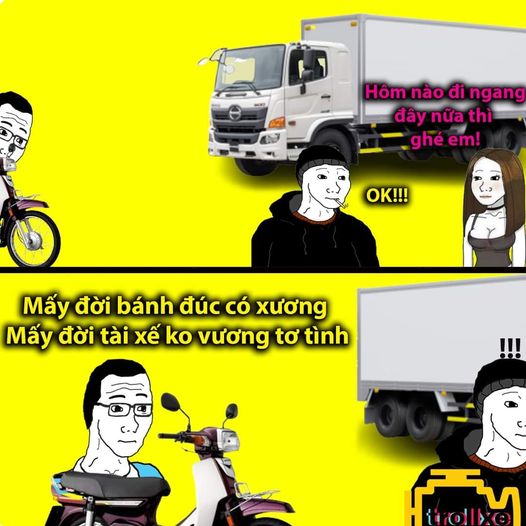 Hôm nào đi ngang
đây nữa thì
ghé em!
OK!!!
Mấy đời bánh đúc có xương
Mấy đời tài xế ko vương tơ tình
!!!
trollxe